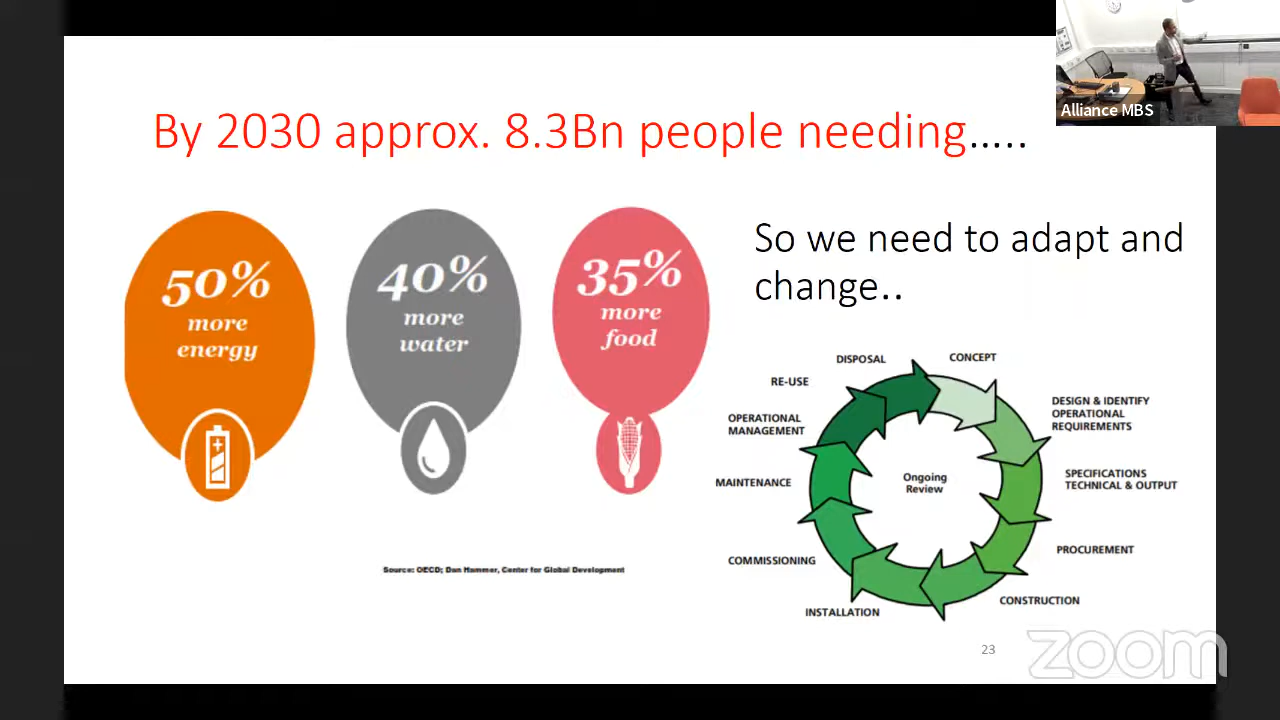 Alliance MBS
By 2030 approx. 8.3Bn people needing.....
50%
more
energy
40%
more
water
35%
more
food
So we need to adapt and
change..
DISPOSAL
CONCEPT
RE-USE
DESIGN & IDENTIFY
OPERATIONAL
REQUIREMENTS
OPERATIONAL
MANAGEMENT
SPECIFICATIONS
TECHNICAL & OUTPUT
MAINTENANCE
Ongoing
Review
PROCUREMENT
COMMISSIONING
CONSTRUCTION
INSTALLATION
Source: OECD; Dan Hammer, Center for Global Development
23
zoom